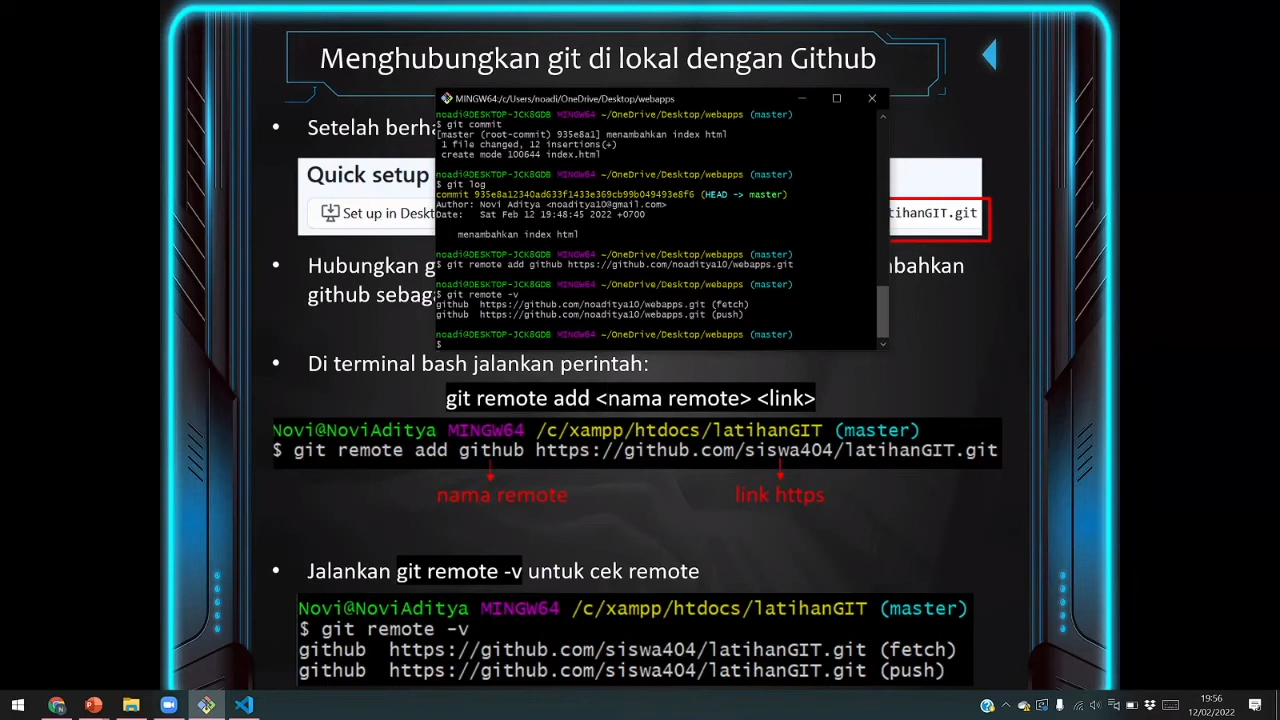 Menghubungkan git di lokal dengan Github
MINGW64:/c/Users/noadi/OneDrive/Desktop/webapps
noadi@DESKTOP-JCK8GDB MINGW64 ~/OneDrive/Desktop/webapps (master)
$ git commit
[master (root-commit) 935e8a1] menambahkan index html
1 file changed, 12 insertions(+)
create mode 100644 index.html
noadi@DESKTOP-JCK8GDB MINGW64 ~/OneDrive/Desktop/webapps (master)
$ git log
commit 935e8a12340ad633f1433e369cb99b049493e8f6 (HEAD -> master)
Author: Novi Aditya <noaditya10@gmail.com>
Date: Sat Feb 12 19:48:45 2022 +0700
menambahkan index html
noadi@DESKTOP-JCK8GDB MINGW64 ~/OneDrive/Desktop/webapps (master)
$ git remote add github https://github.com/noaditya10/webapps.git
noadi@DESKTOP-JCK8GDB MINGW64 ~/OneDrive/Desktop/webapps (master)
$ git remote -v
github https://github.com/noaditya10/webapps.git (fetch)
github https://github.com/noaditya10/webapps.git (push)
noadi@DESKTOP-JCK8GDB MINGW64 ~/OneDrive/Desktop/webapps (master)
$
• Setelah berha
Quick setup
Set up in Deskt
tihanGIT.git
• Hubungkan g
bahkan
github sebaga
• Di terminal bash jalankan perintah:
git remote add <nama remote> <link>
Novi@NoviAditya MINGW64 /c/xampp/htdocs/latihanGIT (master)
$ git remote add github https://github.com/siswa404/latihanGIT.git
nama remote link https
• Jalankan git remote -v untuk cek remote
Novi@NoviAditya MINGW64 /c/xampp/htdocs/latihanGIT (master)
$ git remote -v
github https://github.com/siswa404/latihanGIT.git (fetch)
github https://github.com/siswa404/latihanGIT.git (push)
19:56
12/02/2022